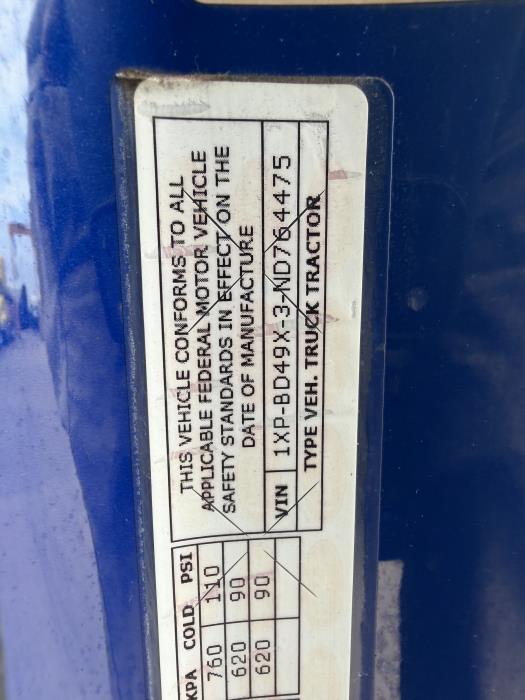 THIS VEHICLE CONFORMS TO ALL
APPLICABLE FEDERAL MOTOR VEHICLE
SAFETY STANDARDS IN EFFECT ON THE
DATE OF MANUFACTURE
VIN 1XP-BD49X-3-ND764475
TYPE VEH. TRUCK TRACTOR
KPA COLD PSI
760 110
620 90
620 90